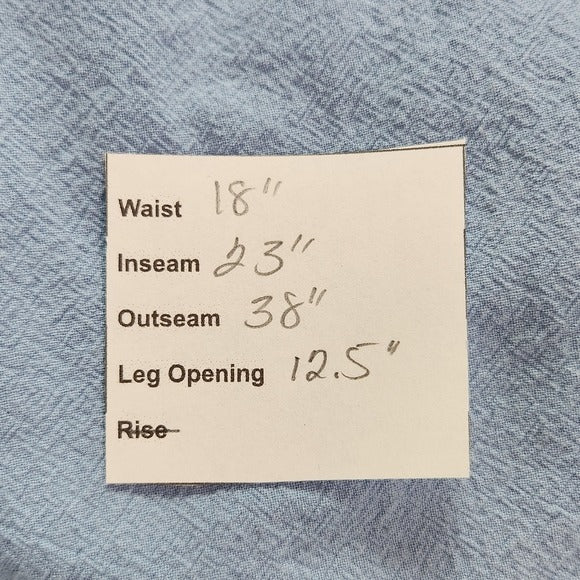 Waist 18"
Inseam 23"
Outseam 38"
Leg Opening 12.5"
Rise